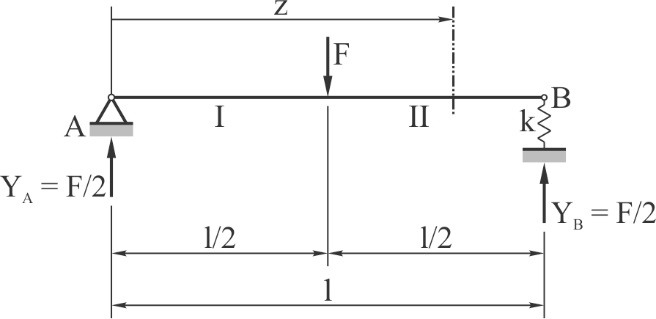 z
F
A
I
II
B
k
Y_A = F/2
Y_B = F/2
l/2
l/2
l